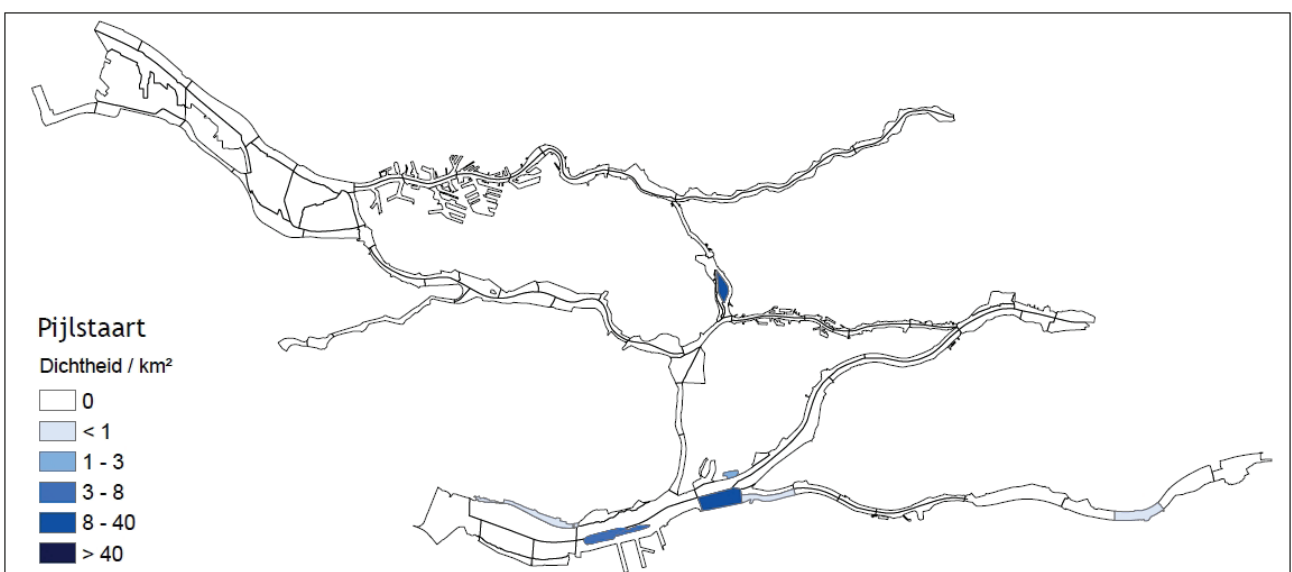 Pijlstaart
Dichtheid / km²
0
< 1
1 - 3
3 - 8
8 - 40
> 40